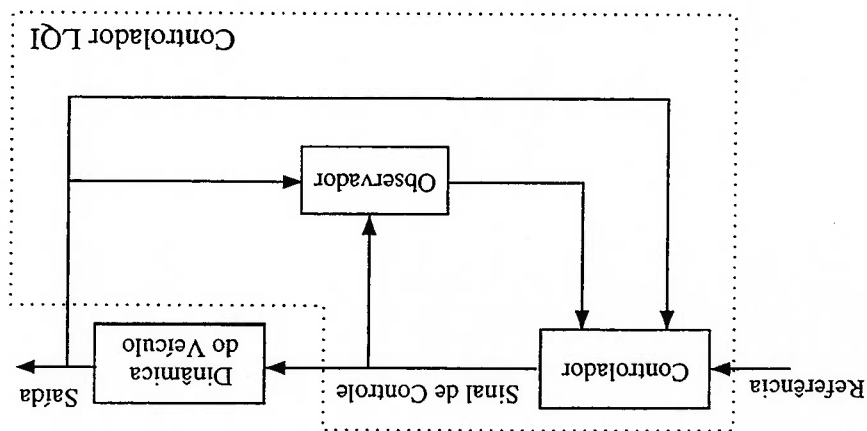 Referência
Controlador
Sinal de Controle
Dinâmica
do Veículo
Saída
Observador
Controlador LQI